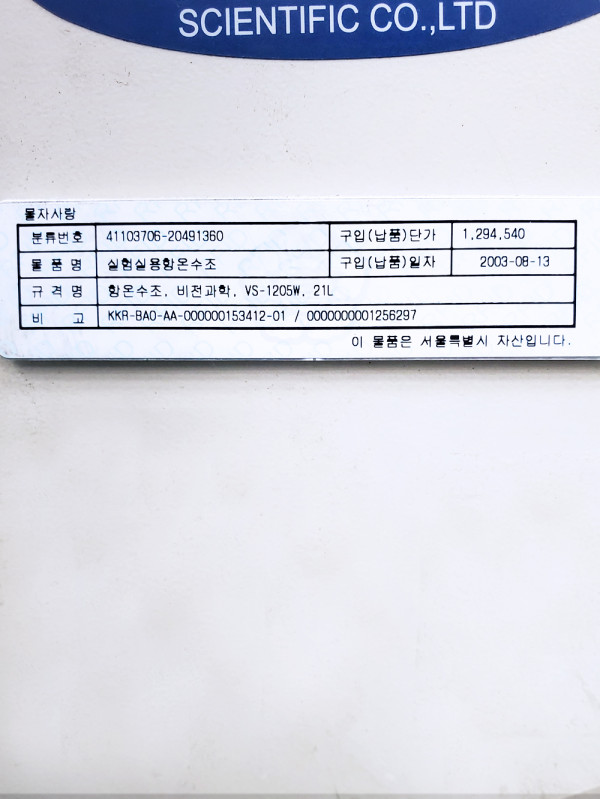 SCIENTIFIC CO.,LTD
물자사랑
분류번호 41103706-20491360 구입(납품)단가 1,294,540
물 품 명 실험실용항온수조 구입(납품)일자 2003-08-13
규 격 명 항온수조, 비전과학, VS-1205W, 21L
비 고 KKR-BA0-AA-000000153412-01 / 0000000001256297
이 물품은 서울특별시 자산입니다.